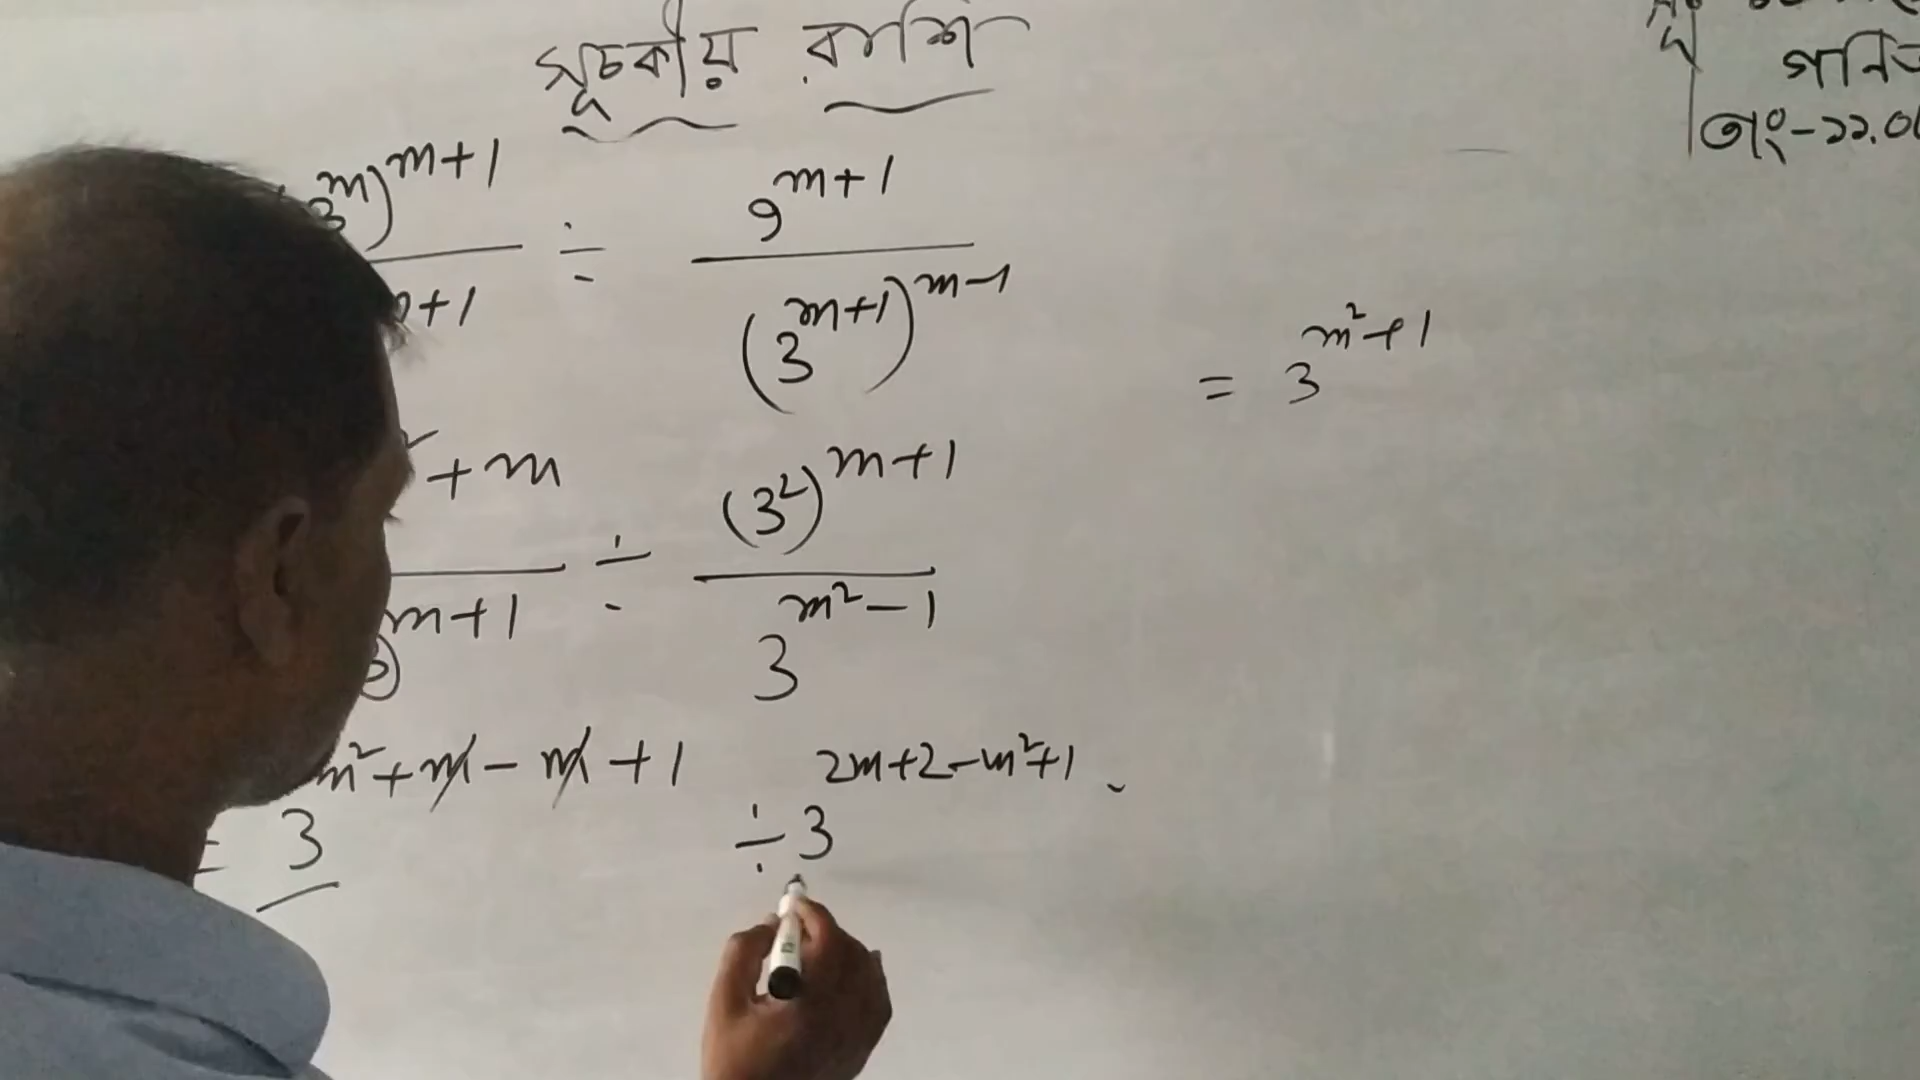 সূচকীয় রাশি
গনিত
তাং-১১.০
3^m)^{m+1} ÷ 9^{m+1}
+1 (3^{m+1})^{m-1}
= 3^{m²+1}
+m ÷ (3²)^{m+1}
m+1 3^{m²-1}
= 3^{m²+m-m+1} ÷ 3^{2m+2-m²+1}